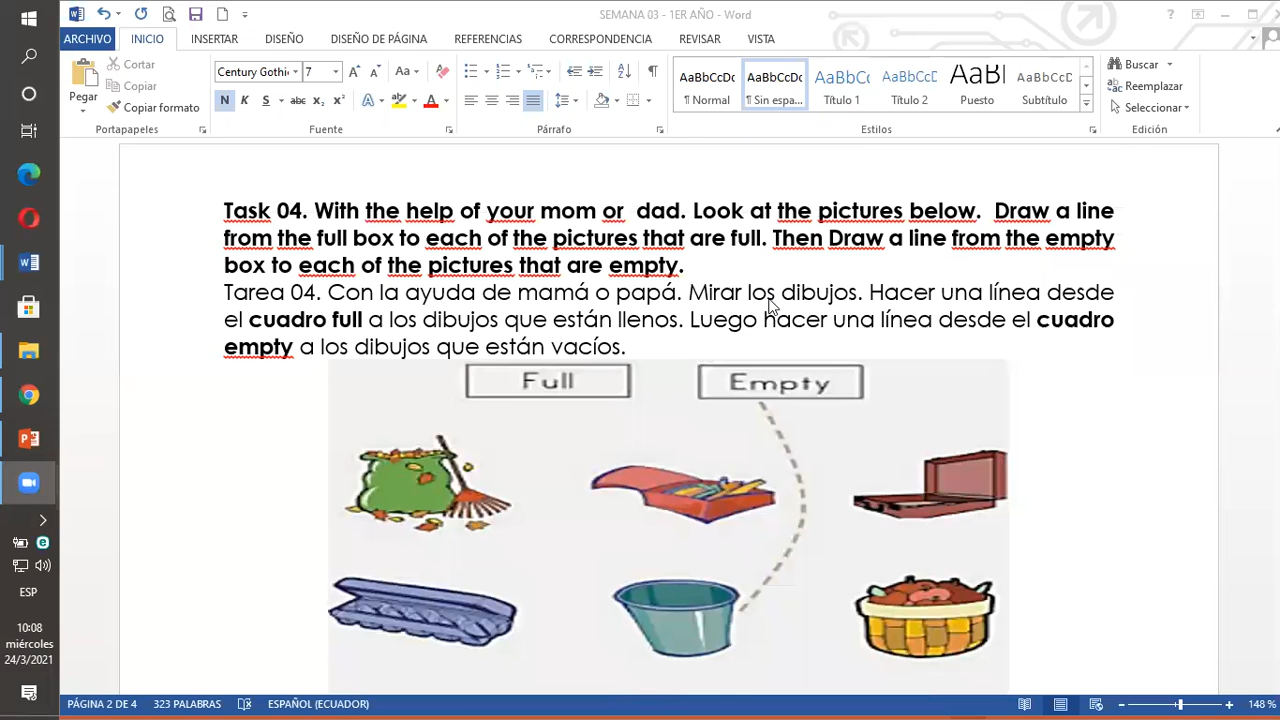 SEMANA 03 - 1ER AÑO - Word
ARCHIVO INICIO INSERTAR DISEÑO DISEÑO DE PÁGINA REFERENCIAS CORRESPONDENCIA REVISAR VISTA
Pegar
Cortar
Copiar
Copiar formato
Portapapeles
Century Gothi 7
N K S abc x₂ x²
Fuente
Párrafo
AaBbCcDc AaBbCcDc AaBbCc AaBbCcD AaBI AaBbCcD
¶ Normal ¶ Sin espa... Título 1 Título 2 Puesto Subtítulo
Estilos
Buscar
Reemplazar
Seleccionar
Edición
Task 04. With the help of your mom or dad. Look at the pictures below. Draw a line
from the full box to each of the pictures that are full. Then Draw a line from the empty
box to each of the pictures that are empty.
Tarea 04. Con la ayuda de mamá o papá. Mirar los dibujos. Hacer una línea desde
el cuadro full a los dibujos que están llenos. Luego hacer una línea desde el cuadro
empty a los dibujos que están vacíos.
Full Empty
ESP
10:08
miércoles
24/3/2021
PÁGINA 2 DE 4 323 PALABRAS ESPAÑOL (ECUADOR) 148 %